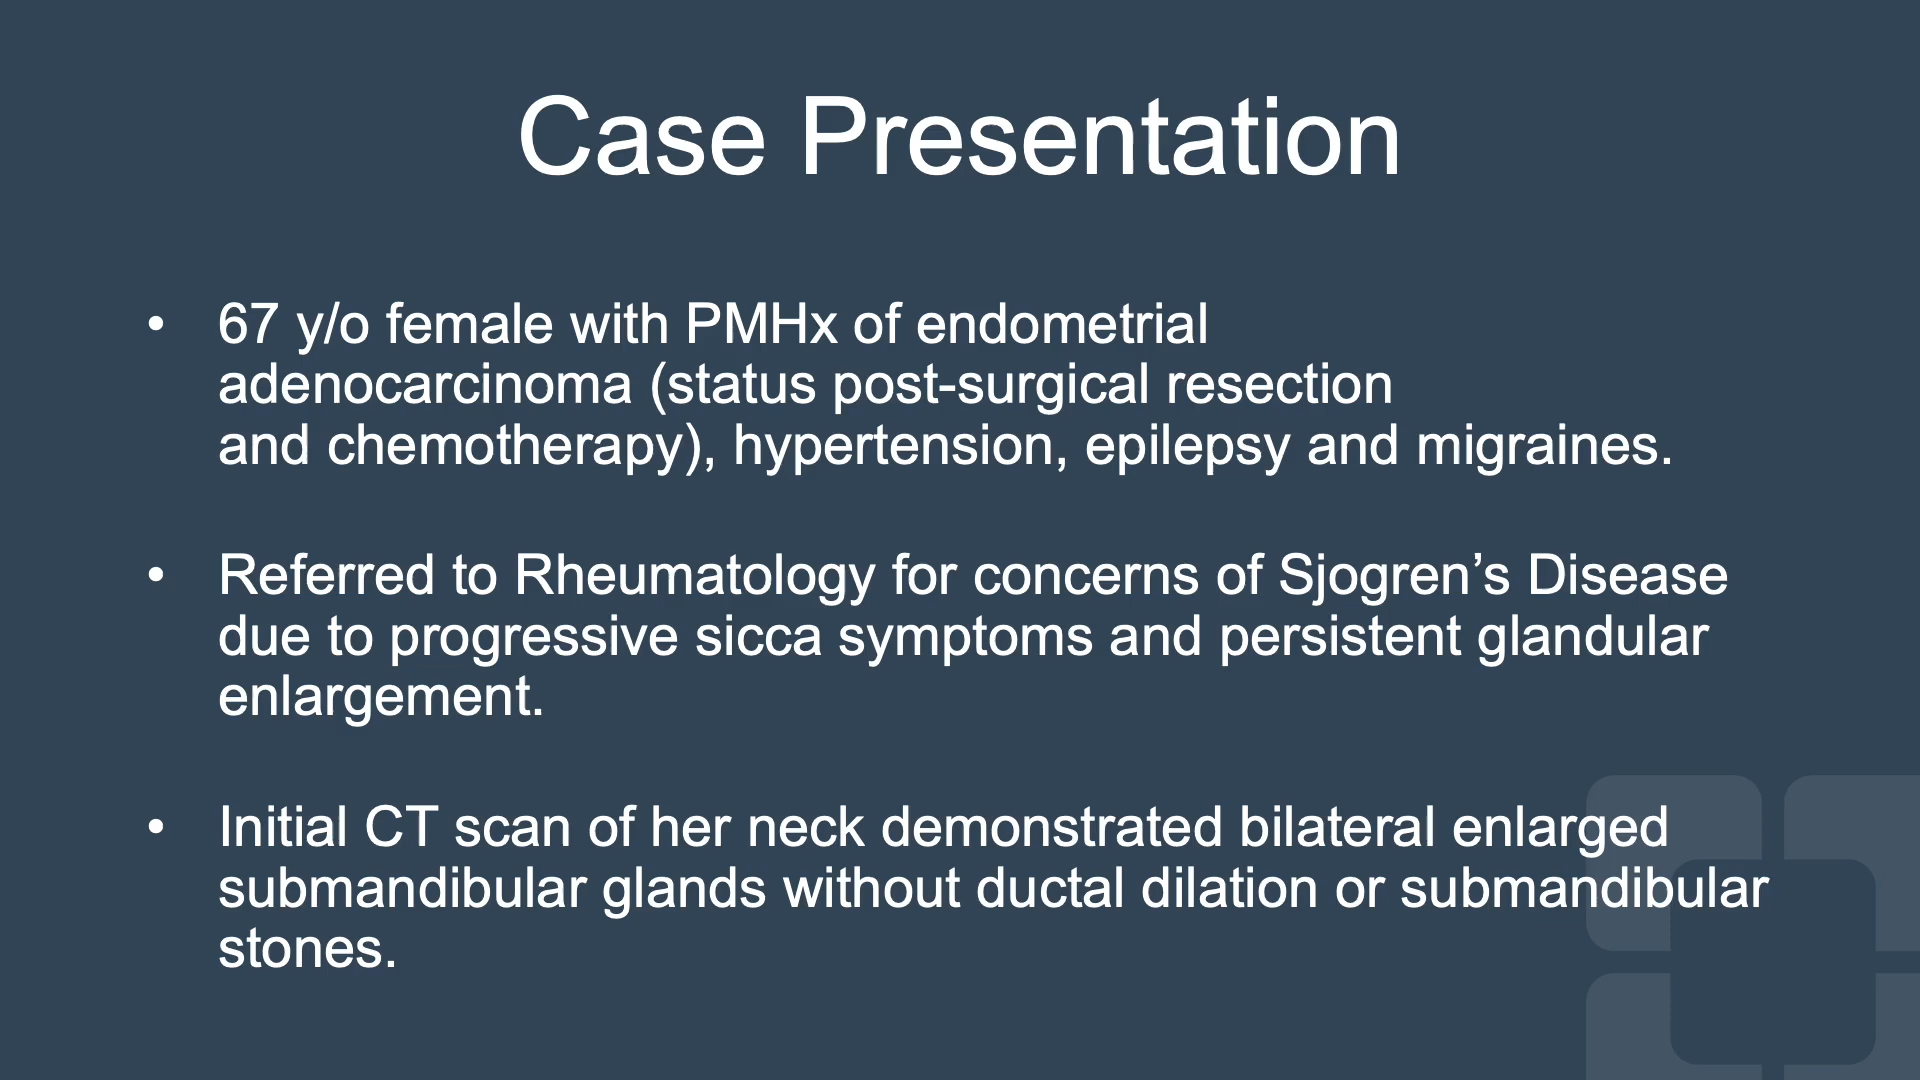 Case Presentation
• 67 y/o female with PMHx of endometrial
adenocarcinoma (status post-surgical resection
and chemotherapy), hypertension, epilepsy and migraines.
• Referred to Rheumatology for concerns of Sjogren’s Disease
due to progressive sicca symptoms and persistent glandular
enlargement.
• Initial CT scan of her neck demonstrated bilateral enlarged
submandibular glands without ductal dilation or submandibular
stones.